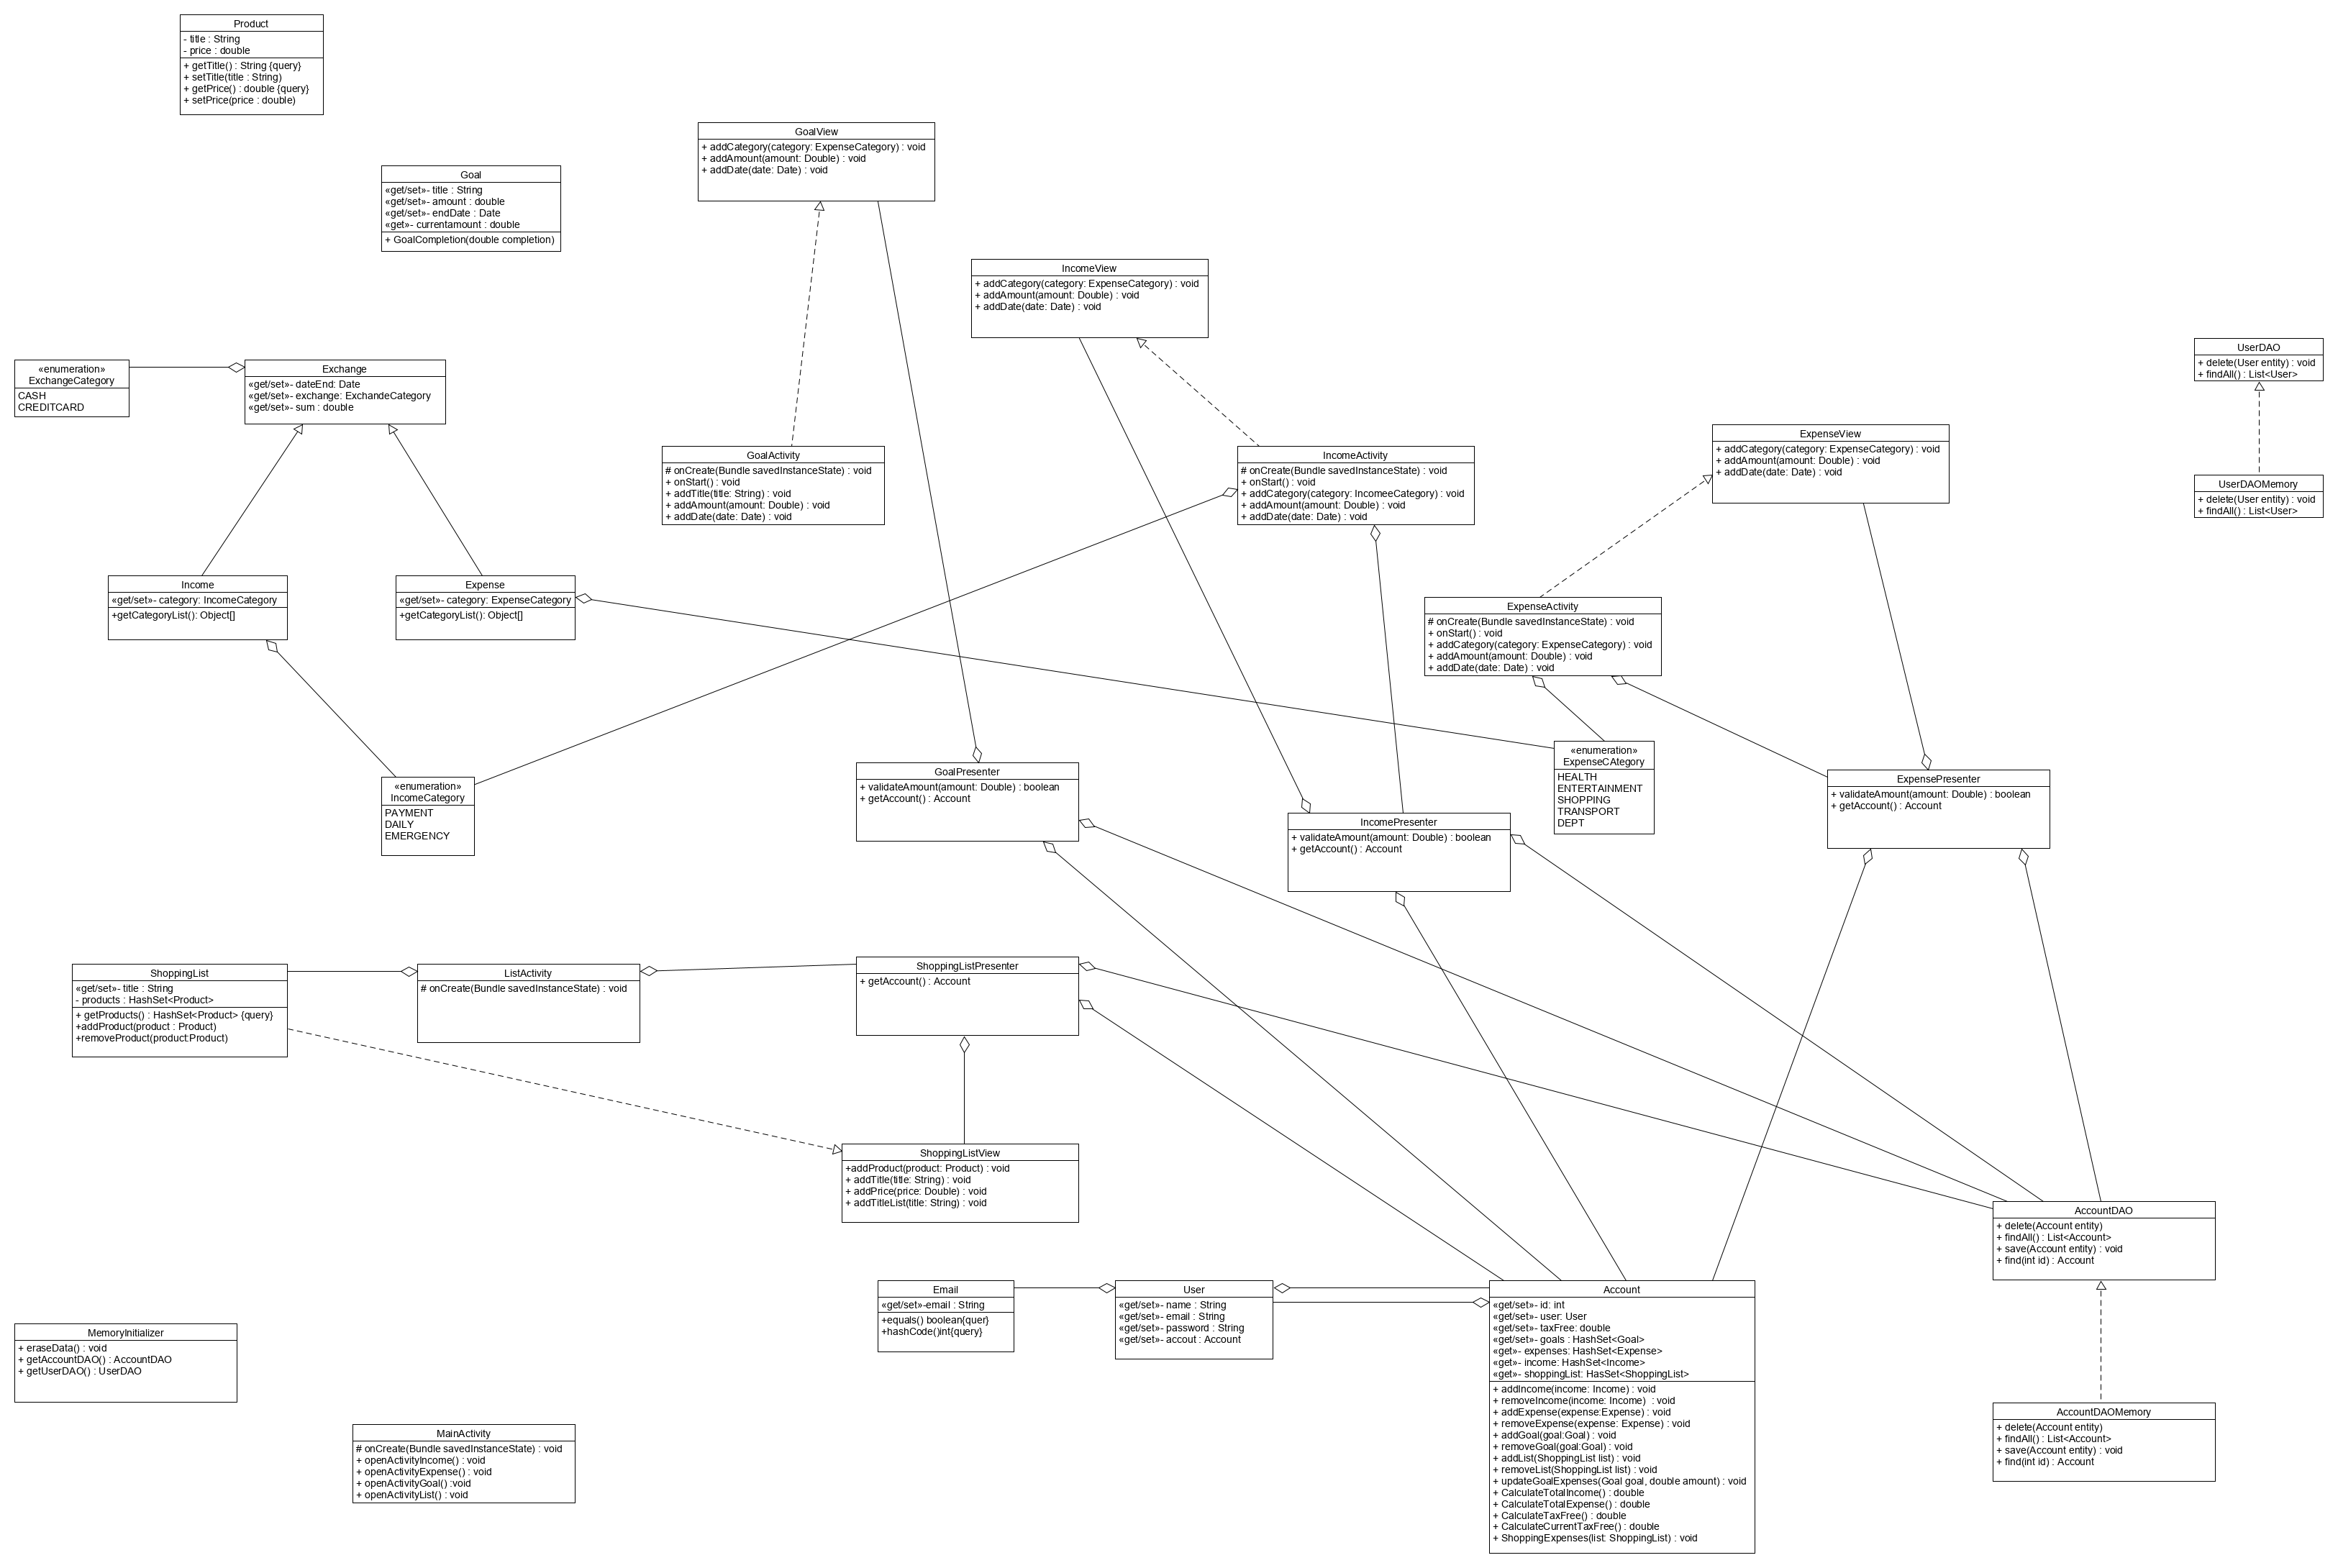 Product
- title : String
- price : double
+ getTitle() : String {query}
+ setTitle(title : String)
+ getPrice() : double {query}
+ setPrice(price : double)
GoalView
+ addCategory(category: ExpenseCategory) : void
+ addAmount(amount: Double) : void
+ addDate(date: Date) : void
Goal
«get/set»- title : String
«get/set»- amount : double
«get/set»- endDate : Date
«get»- currentamount : double
+ GoalCompletion(double completion)
IncomeView
+ addCategory(category: ExpenseCategory) : void
+ addAmount(amount: Double) : void
+ addDate(date: Date) : void
UserDAO
+ delete(User entity) : void
+ findAll() : List<User>
«enumeration»
ExchangeCategory
CASH
CREDITCARD
Exchange
«get/set»- dateEnd: Date
«get/set»- exchange: ExchandeCategory
«get/set»- sum : double
ExpenseView
+ addCategory(category: ExpenseCategory) : void
+ addAmount(amount: Double) : void
+ addDate(date: Date) : void
GoalActivity
# onCreate(Bundle savedInstanceState) : void
+ onStart() : void
+ addTitle(title: String) : void
+ addAmount(amount: Double) : void
+ addDate(date: Date) : void
IncomeActivity
# onCreate(Bundle savedInstanceState) : void
+ onStart() : void
+ addCategory(category: IncomeeCategory) : void
+ addAmount(amount: Double) : void
+ addDate(date: Date) : void
UserDAOMemory
+ delete(User entity) : void
+ findAll() : List<User>
Income
«get/set»- category: IncomeCategory
+getCategoryList(): Object[]
Expense
«get/set»- category: ExpenseCategory
+getCategoryList(): Object[]
ExpenseActivity
# onCreate(Bundle savedInstanceState) : void
+ onStart() : void
+ addCategory(category: ExpenseCategory) : void
+ addAmount(amount: Double) : void
+ addDate(date: Date) : void
«enumeration»
ExpenseCAtegory
HEALTH
ENTERTAINMENT
SHOPPING
TRANSPORT
DEPT
GoalPresenter
+ validateAmount(amount: Double) : boolean
+ getAccount() : Account
ExpensePresenter
+ validateAmount(amount: Double) : boolean
+ getAccount() : Account
«enumeration»
IncomeCategory
PAYMENT
DAILY
EMERGENCY
IncomePresenter
+ validateAmount(amount: Double) : boolean
+ getAccount() : Account
ShoppingList
«get/set»- title : String
- products : HashSet<Product>
+ getProducts() : HashSet<Product> {query}
+addProduct(product : Product)
+removeProduct(product:Product)
ListActivity
# onCreate(Bundle savedInstanceState) : void
ShoppingListPresenter
+ getAccount() : Account
ShoppingListView
+addProduct(product: Product) : void
+ addTitle(title: String) : void
+ addPrice(price: Double) : void
+ addTitleList(title: String) : void
AccountDAO
+ delete(Account entity)
+ findAll() : List<Account>
+ save(Account entity) : void
+ find(int id) : Account
Email
«get/set»-email : String
+equals() boolean{quer}
+hashCode()int{query}
User
«get/set»- name : String
«get/set»- email : String
«get/set»- password : String
«get/set»- accout : Account
Account
«get/set»- id: int
«get/set»- user: User
«get/set»- taxFree: double
«get/set»- goals : HashSet<Goal>
«get»- expenses: HashSet<Expense>
«get»- income: HashSet<Income>
«get»- shoppingList: HasSet<ShoppingList>
+ addIncome(income: Income) : void
+ removeIncome(income: Income)  : void
+ addExpense(expense:Expense) : void
+ removeExpense(expense: Expense) : void
+ addGoal(goal:Goal) : void
+ removeGoal(goal:Goal) : void
+ addList(ShoppingList list) : void
+ removeList(ShoppingList list) : void
+ updateGoalExpenses(Goal goal, double amount) : void
+ CalculateTotalIncome() : double
+ CalculateTotalExpense() : double
+ CalculateTaxFree() : double
+ CalculateCurrentTaxFree() : double
+ ShoppingExpenses(list: ShoppingList) : void
MemoryInitializer
+ eraseData() : void
+ getAccountDAO() : AccountDAO
+ getUserDAO() : UserDAO
AccountDAOMemory
+ delete(Account entity)
+ findAll() : List<Account>
+ save(Account entity) : void
+ find(int id) : Account
MainActivity
# onCreate(Bundle savedInstanceState) : void
+ openActivityIncome() : void
+ openActivityExpense() : void
+ openActivityGoal() :void
+ openActivityList() : void